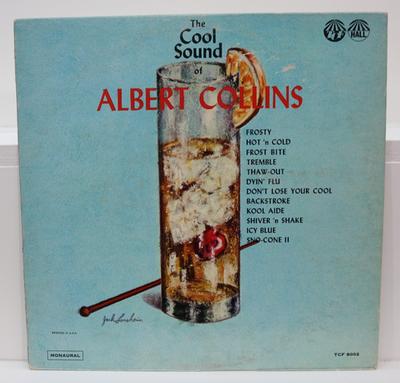 The
Cool
Sound
of
ALBERT COLLINS
HALL
FROSTY
HOT 'n COLD
FROST BITE
TREMBLE
THAW-OUT
DYIN' FLU
DON'T LOSE YOUR COOL
BACKSTROKE
KOOL AIDE
SHIVER 'n SHAKE
ICY BLUE
SNO-CONE II
MONAURAL
TCF 8002